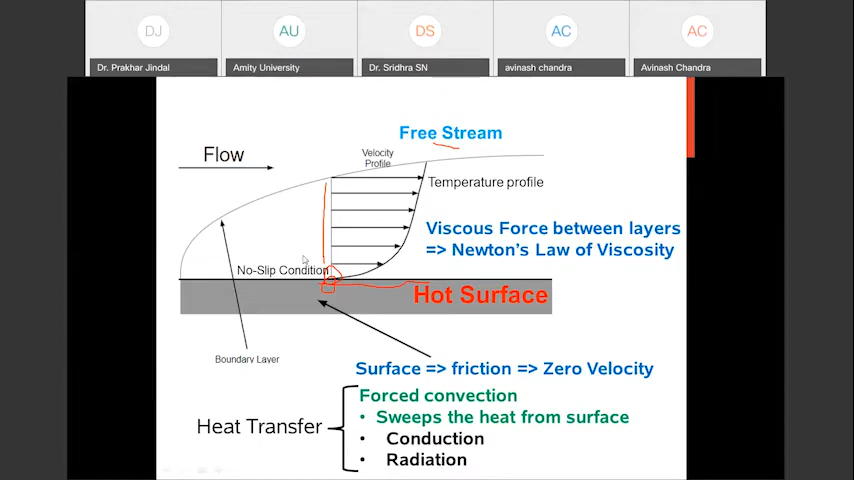 DJ
AU
DS
AC
AC
Dr. Prakhar Jindal
Amity University
Dr. Sridhra SN
avinash chandra
Avinash Chandra
Free Stream
Flow
Velocity
Profile
Temperature profile
Viscous Force between layers
=> Newton's Law of Viscosity
No-Slip Condition
Hot Surface
Boundary Layer
Surface => friction => Zero Velocity
Heat Transfer
Forced convection
• Sweeps the heat from surface
• Conduction
• Radiation